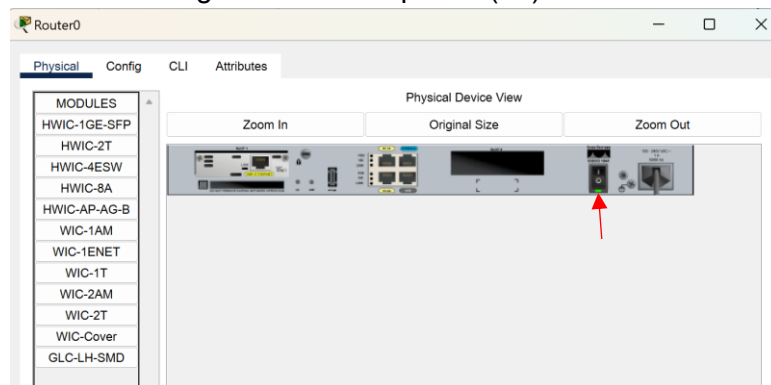 Router0
Physical Config CLI Attributes
MODULES
HWIC-1GE-SFP
HWIC-2T
HWIC-4ESW
HWIC-8A
HWIC-AP-AG-B
WIC-1AM
WIC-1ENET
WIC-1T
WIC-2AM
WIC-2T
WIC-Cover
GLC-LH-SMD
Physical Device View
Zoom In Original Size Zoom Out